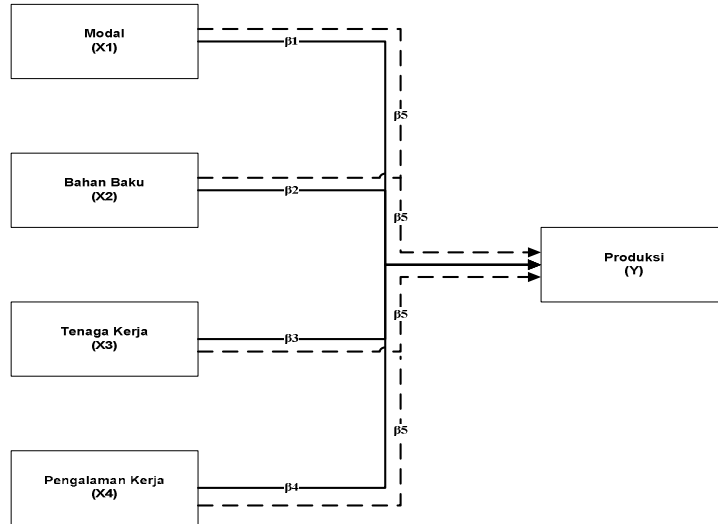 Modal
(X1)
β1
β5
Bahan Baku
(X2)
β2
β5
Produksi
(Y)
Tenaga Kerja
(X3)
β3
β5
β5
Pengalaman Kerja
(X4)
β4